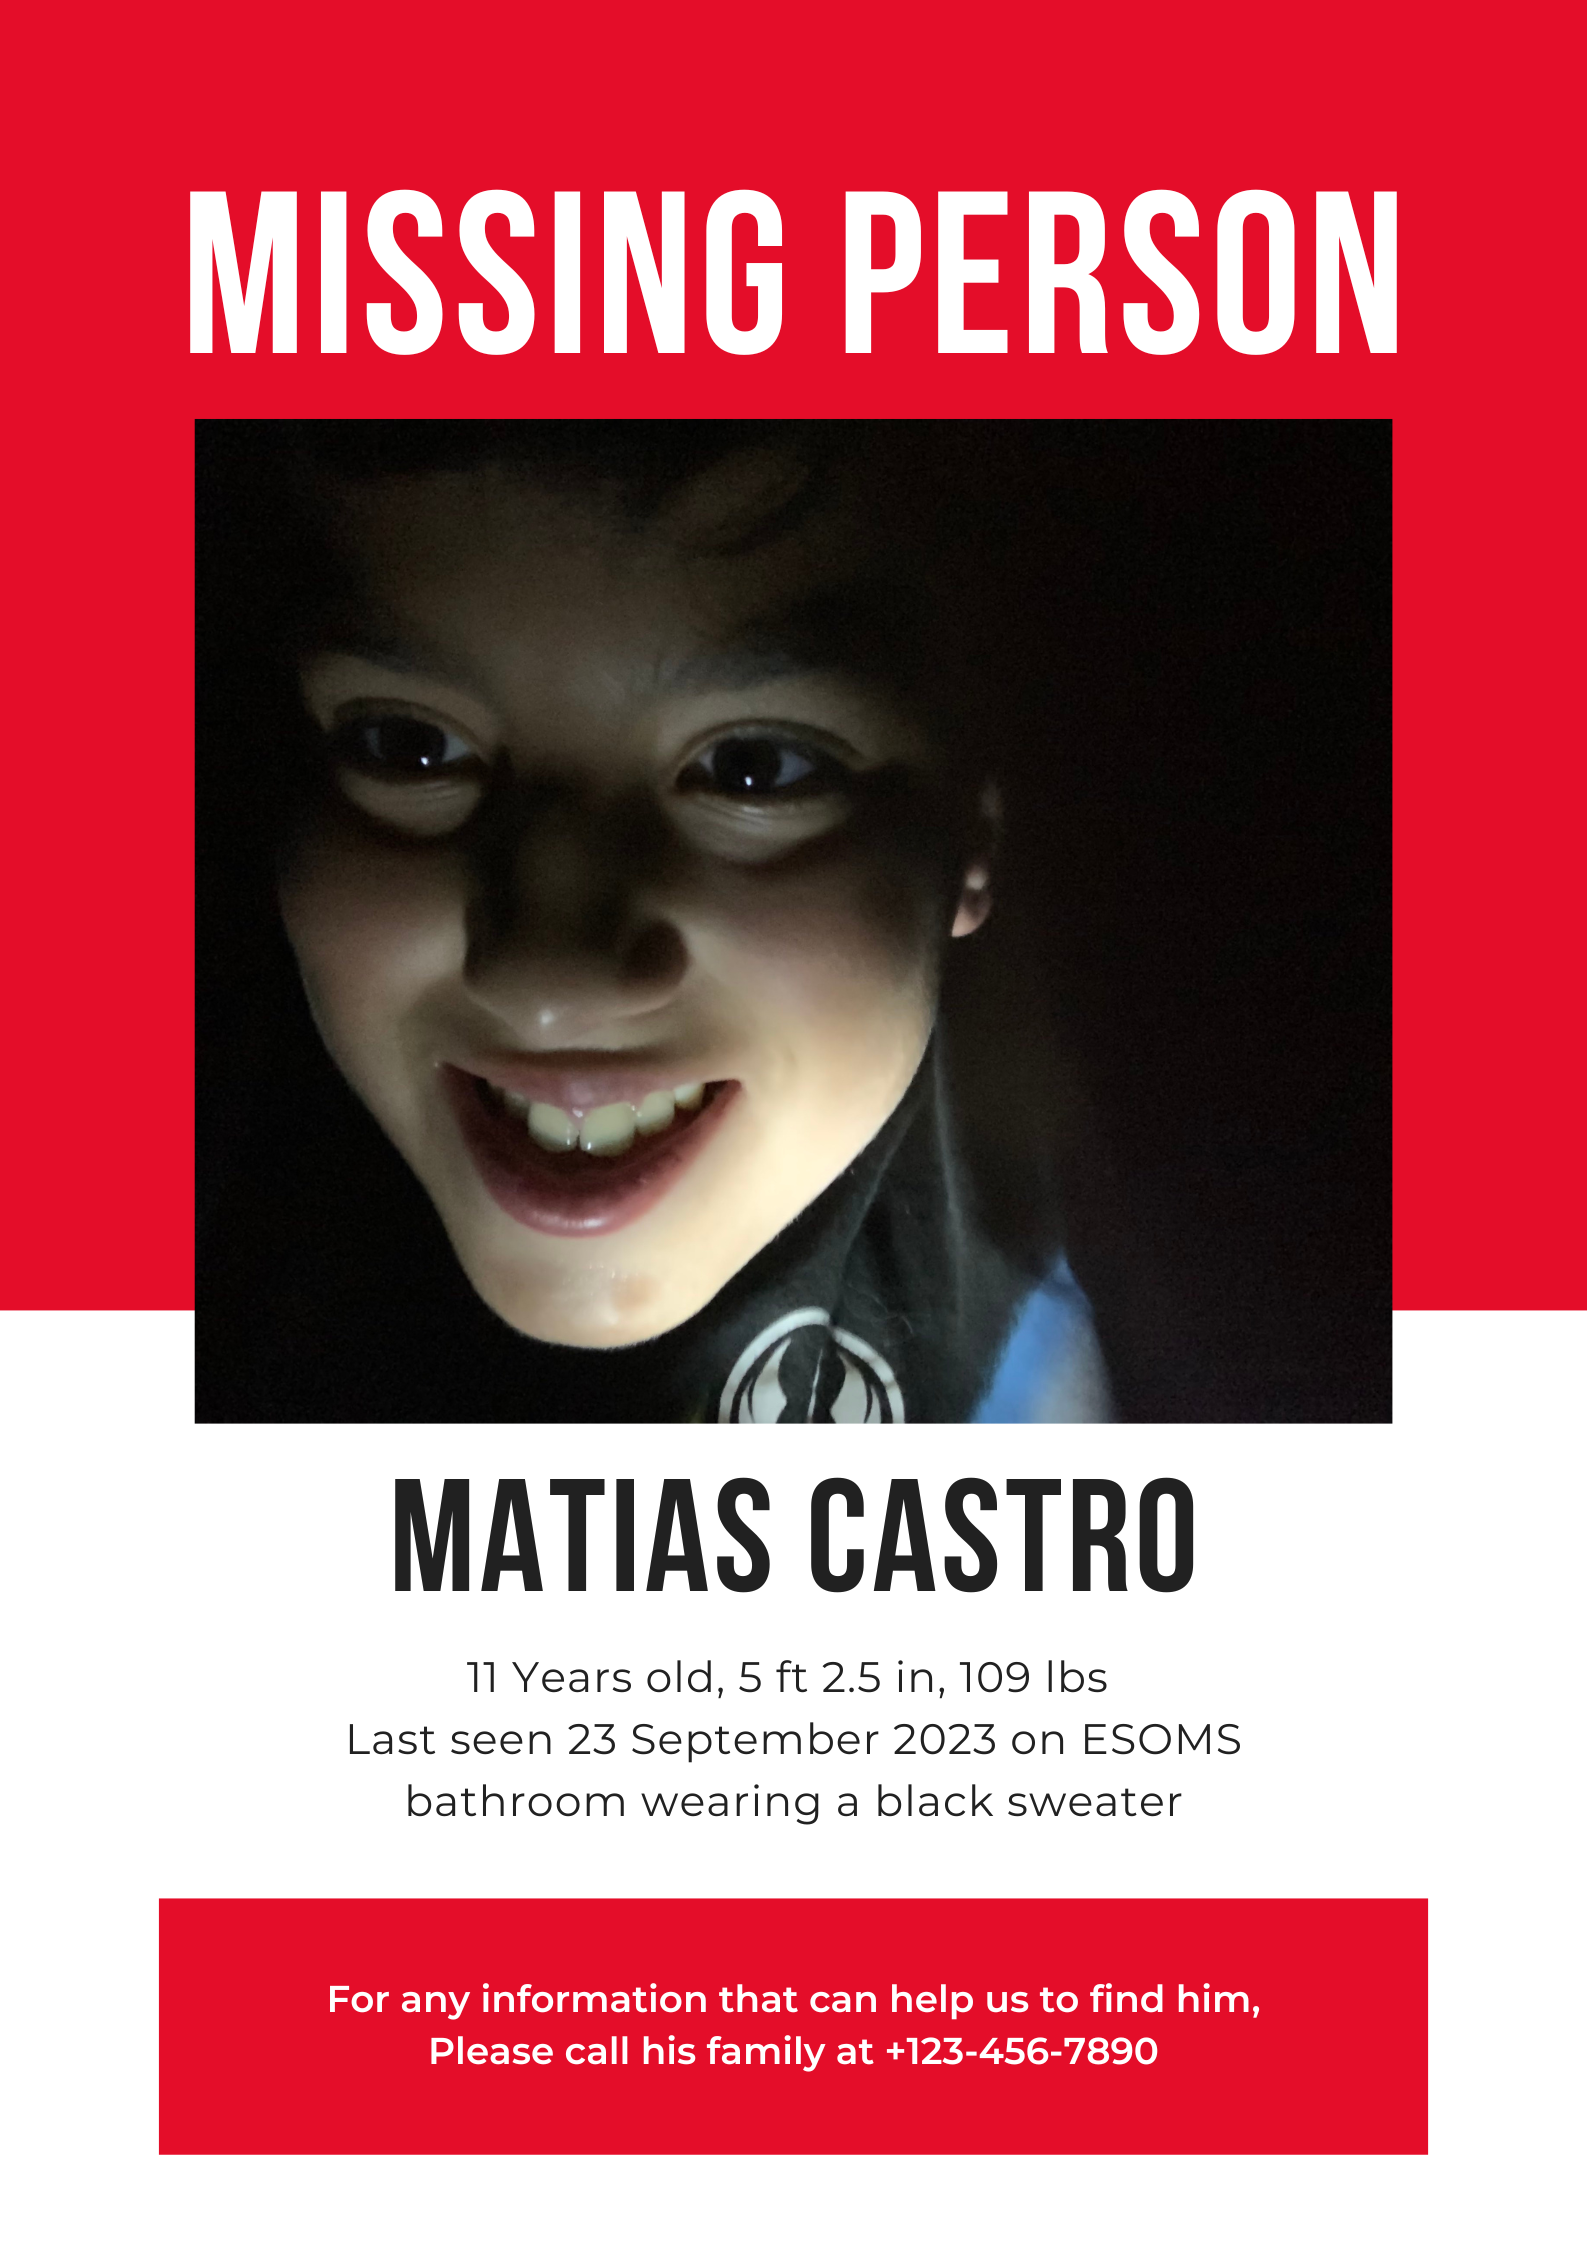 MISSING PERSON
MATIAS CASTRO
11 Years old, 5 ft 2.5 in, 109 lbs
Last seen 23 September 2023 on ESOMS
bathroom wearing a black sweater
For any information that can help us to find him,
Please call his family at +123-456-7890